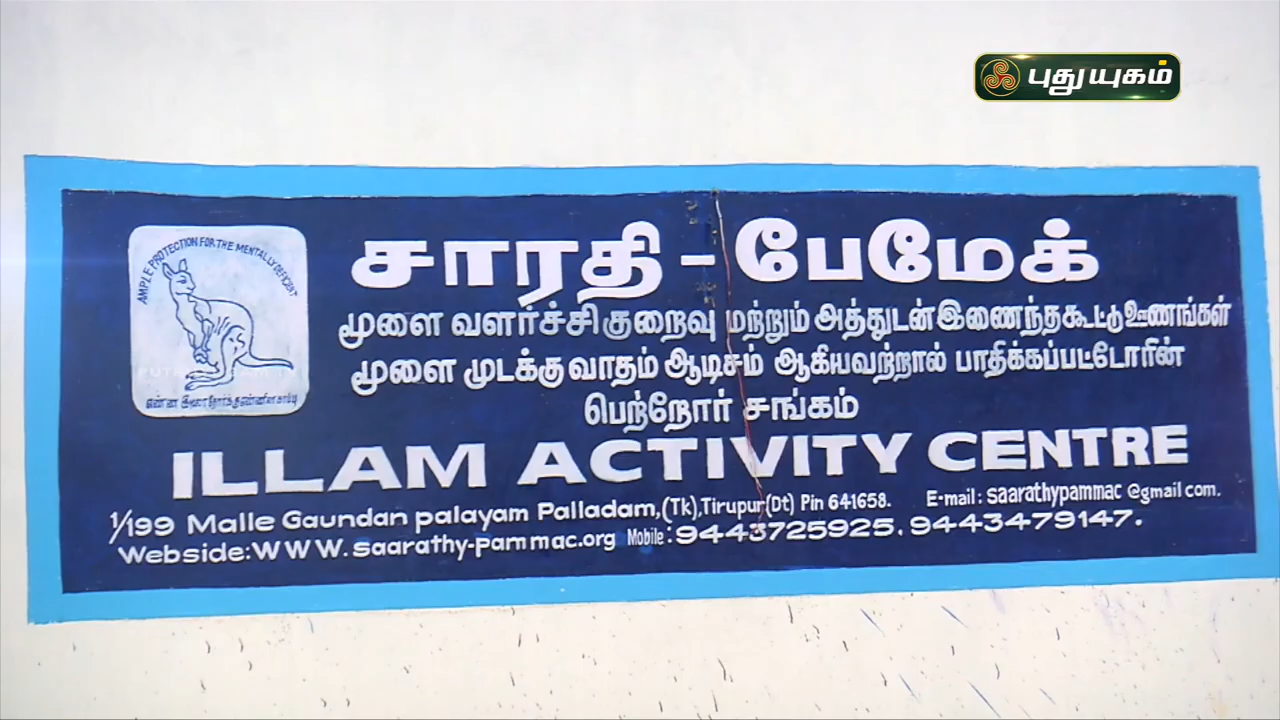 புதுயுகம்
AMPLE PROTECTION FOR THE MENTALLY DEFICIENT
சாரதி - பேமேக்
மூளை வளர்ச்சிகுறைவு மற்றும் அத்துடன்இணைந்தகூட்டுஊணங்கள்
மூளை முடக்குவாதம் ஆடிசம் ஆகியவற்றால் பாதிக்கப்பட்டோரின்
பெற்றோர் சங்கம்
ILLAM ACTIVITY CENTRE
1/199 Malle Gaundan palayam Palladam,(Tk),Tirupur(Dt) Pin 641658. E-mail: saarathypammac @gmail com.
Webside:WWW.saarathy-pammac.org Mobile: 9443725925. 9443479147.